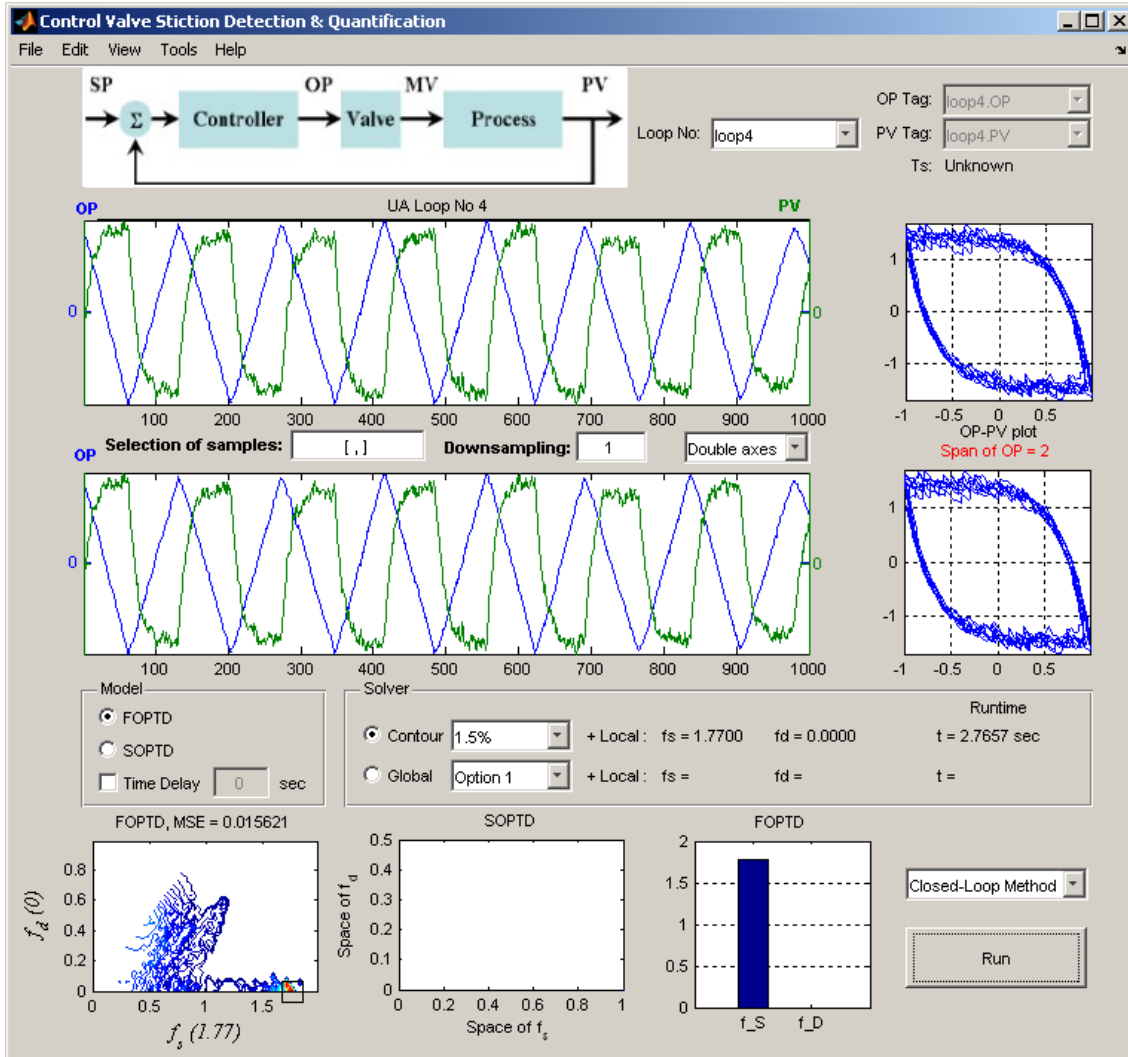 Control Valve Stiction Detection & Quantification
File Edit View Tools Help
SP OP MV PV
Σ Controller Valve Process
Loop No: loop4
OP Tag: loop4.OP
PV Tag: loop4.PV
Ts: Unknown
OP UA Loop No 4 PV
0 0
100 200 300 400 500 600 700 800 900 1000
1
0
-1
-1 -0.5 0 0.5
OP-PV plot
Span of OP = 2
OP Selection of samples: [ , ] Downsampling: 1 Double axes
0 0
100 200 300 400 500 600 700 800 900 1000
1
0
-1
-1 -0.5 0 0.5
Model
FOPTD
SOPTD
Time Delay 0 sec
Solver
Runtime
Contour 1.5% + Local : fs = 1.7700 fd = 0.0000 t = 2.7657 sec
Global Option 1 + Local : fs = fd = t =
FOPTD, MSE = 0.015621
f_d (0)
0.8
0.6
0.4
0.2
0
0 0.5 1 1.5
f_s (1.77)
SOPTD
Space of f_d
0.5
0.4
0.3
0.2
0.1
0
0 0.2 0.4 0.6 0.8 1
Space of f_s
FOPTD
2
1.5
1
0.5
0
f_S f_D
Closed-Loop Method
Run